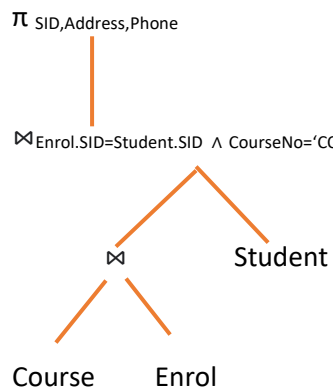 π SID,Address,Phone
⋈ Enrol.SID=Student.SID ∧ CourseNo='CO
⋈ Student
Course Enrol